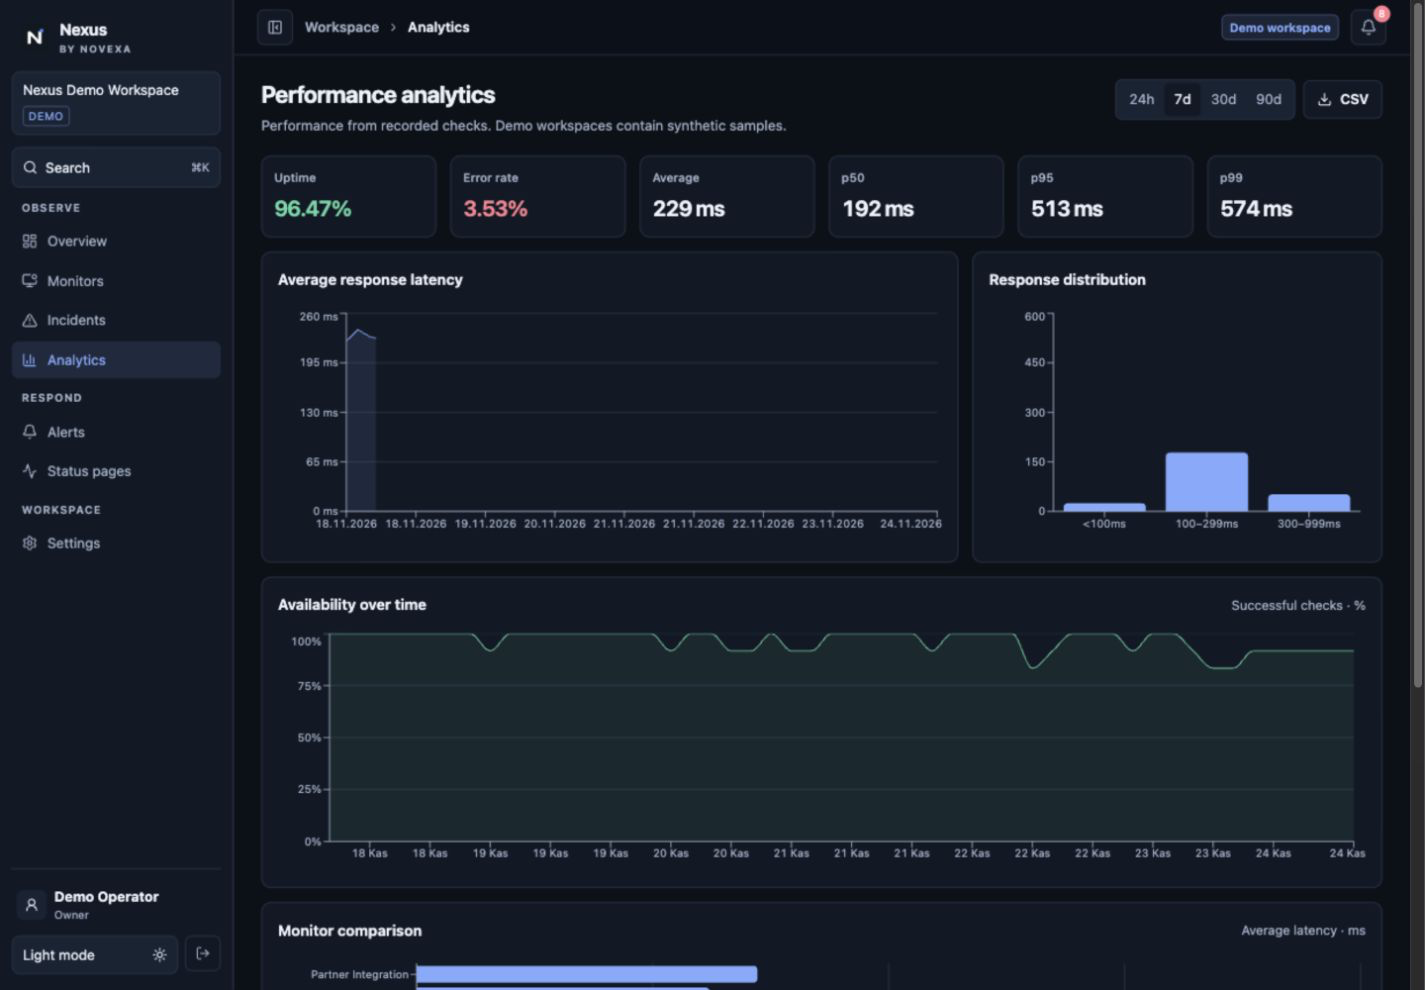 Nexus
BY NOVEXA
Nexus Demo Workspace
DEMO
Search ⌘K
OBSERVE
Overview
Monitors
Incidents
Analytics
RESPOND
Alerts
Status pages
WORKSPACE
Settings
Demo Operator
Owner
Light mode
Workspace > Analytics
Demo workspace
8
Performance analytics
Performance from recorded checks. Demo workspaces contain synthetic samples.
24h 7d 30d 90d
CSV
Uptime
96.47%
Error rate
3.53%
Average
229 ms
p50
192 ms
p95
513 ms
p99
574 ms
Average response latency
260 ms
195 ms
130 ms
65 ms
0 ms
18.11.2026 18.11.2026 19.11.2026 20.11.2026 21.11.2026 21.11.2026 22.11.2026 23.11.2026 24.11.2026
Response distribution
600
450
300
150
0
<100ms 100–299ms 300–999ms
Availability over time
Successful checks · %
100%
75%
50%
25%
0%
18 Kas 18 Kas 19 Kas 19 Kas 19 Kas 20 Kas 20 Kas 21 Kas 21 Kas 21 Kas 22 Kas 22 Kas 22 Kas 23 Kas 23 Kas 24 Kas 24 Kas
Monitor comparison
Average latency · ms
Partner Integration